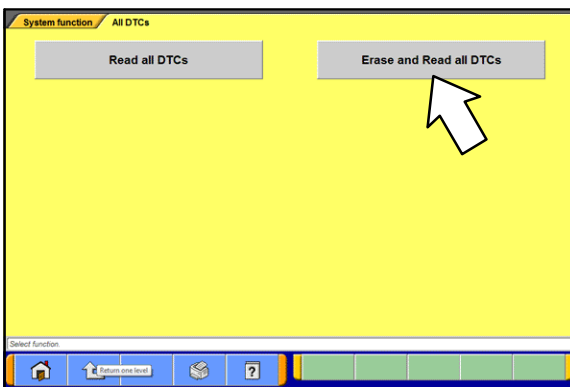 System function All DTCs
Read all DTCs Erase and Read all DTCs
Select function
Return one level
?